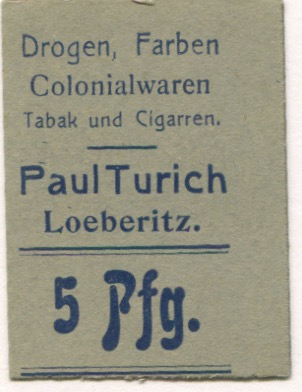 Drogen, Farben
Colonialwaren
Tabak und Cigarren.
Paul Turich
Loeberitz.
5 Pfg.